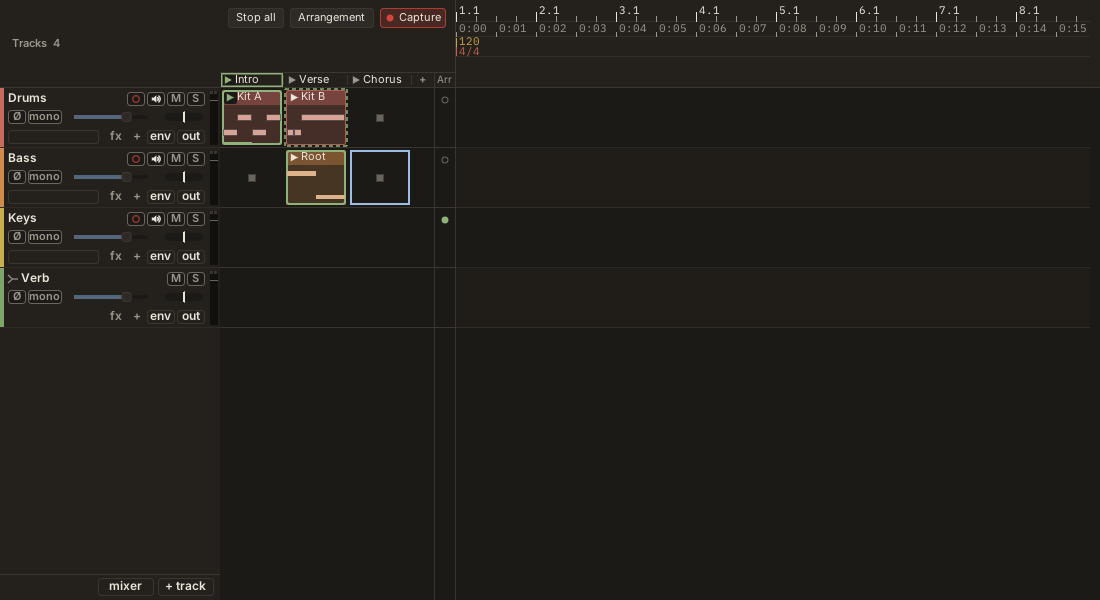 Stop all Arrangement Capture
1.1 2.1 3.1 4.1 5.1 6.1 7.1 8.1
0:00 0:01 0:02 0:03 0:04 0:05 0:06 0:07 0:08 0:09 0:10 0:11 0:12 0:13 0:14 0:15
Tracks 4
120
4/4
Intro Verse Chorus + Arr
Drums M S
Kit A Kit B
Ø mono
fx + env out
Bass M S
Root
Ø mono
fx + env out
Keys M S
Ø mono
fx + env out
Verb M S
Ø mono
fx + env out
mixer + track